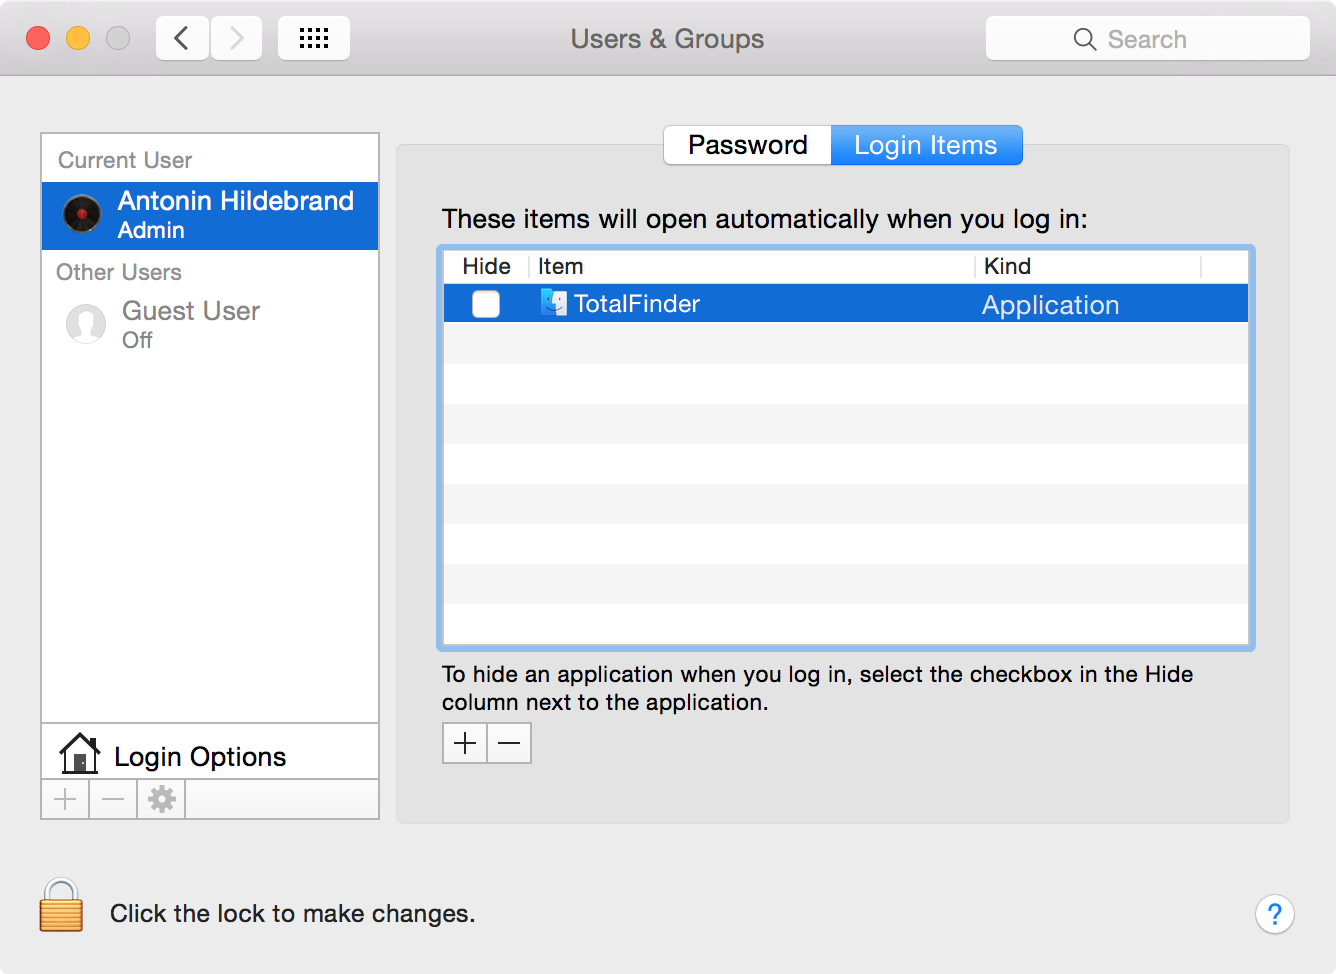 Users & Groups
Search
Current User
Antonin Hildebrand
Admin
Other Users
Guest User
Off
Login Options
Password
Login Items
These items will open automatically when you log in:
Hide Item Kind
TotalFinder Application
To hide an application when you log in, select the checkbox in the Hide
column next to the application.
Click the lock to make changes.
?